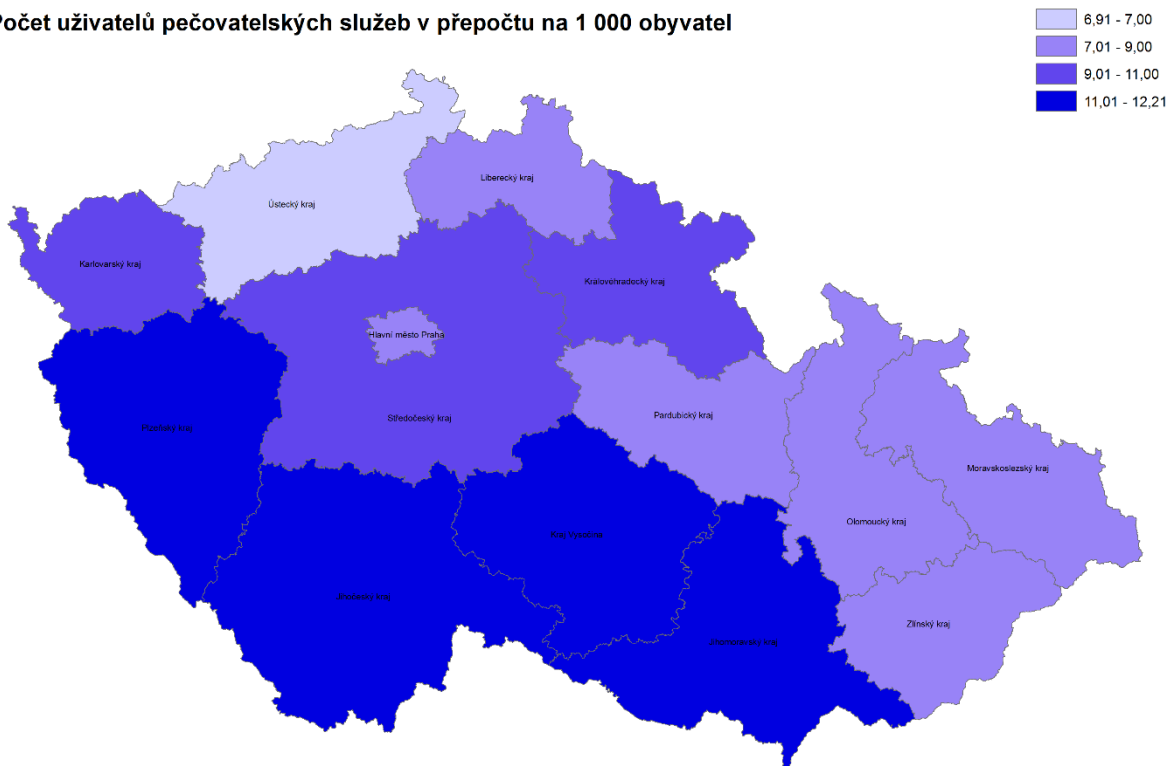 Počet uživatelů pečovatelských služeb v přepočtu na 1 000 obyvatel
6,91 - 7,00
7,01 - 9,00
9,01 - 11,00
11,01 - 12,21
Liberecký kraj
Ústecký kraj
Karlovarský kraj
Královéhradecký kraj
Hlavní město Praha
Středočeský kraj
Pardubický kraj
Plzeňský kraj
Moravskoslezský kraj
Olomoucký kraj
Kraj Vysočina
Jihočeský kraj
Zlínský kraj
Jihomoravský kraj